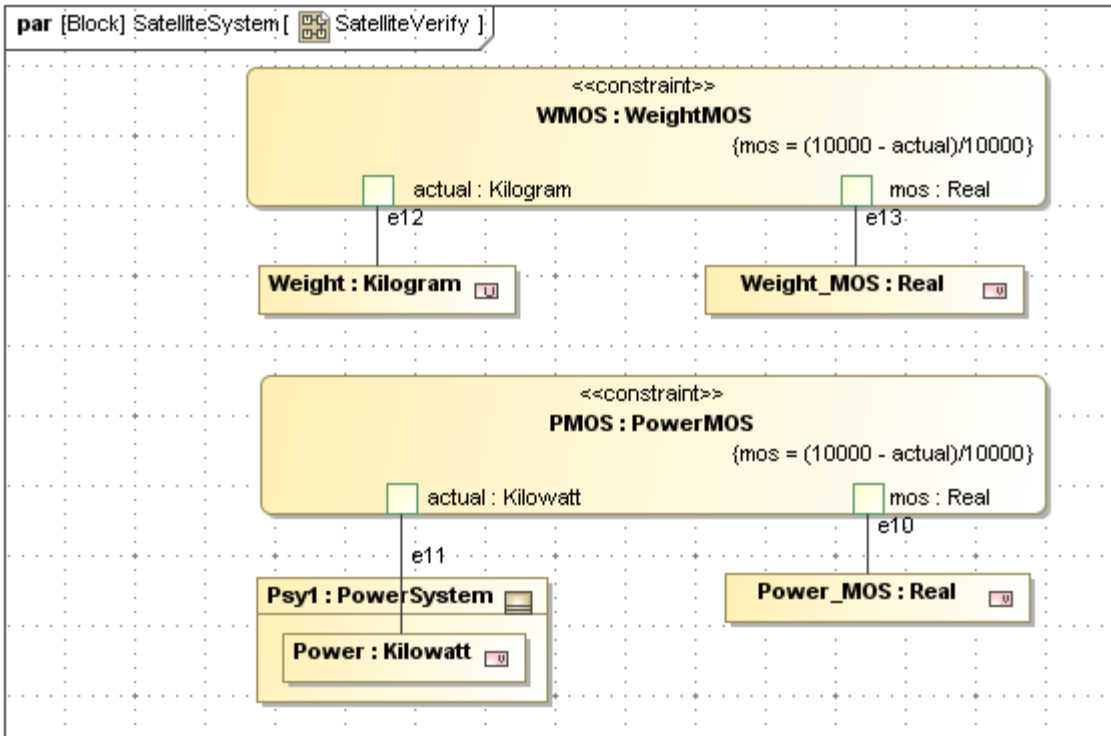 par [Block] SatelliteSystem [ SatelliteVerify ]
<<constraint>>
WMOS : WeightMOS
{mos = (10000 - actual)/10000}
actual : Kilogram
mos : Real
e12
e13
Weight : Kilogram
Weight_MOS : Real
<<constraint>>
PMOS : PowerMOS
{mos = (10000 - actual)/10000}
actual : Kilowatt
mos : Real
e10
e11
Psy1 : PowerSystem
Power_MOS : Real
Power : Kilowatt